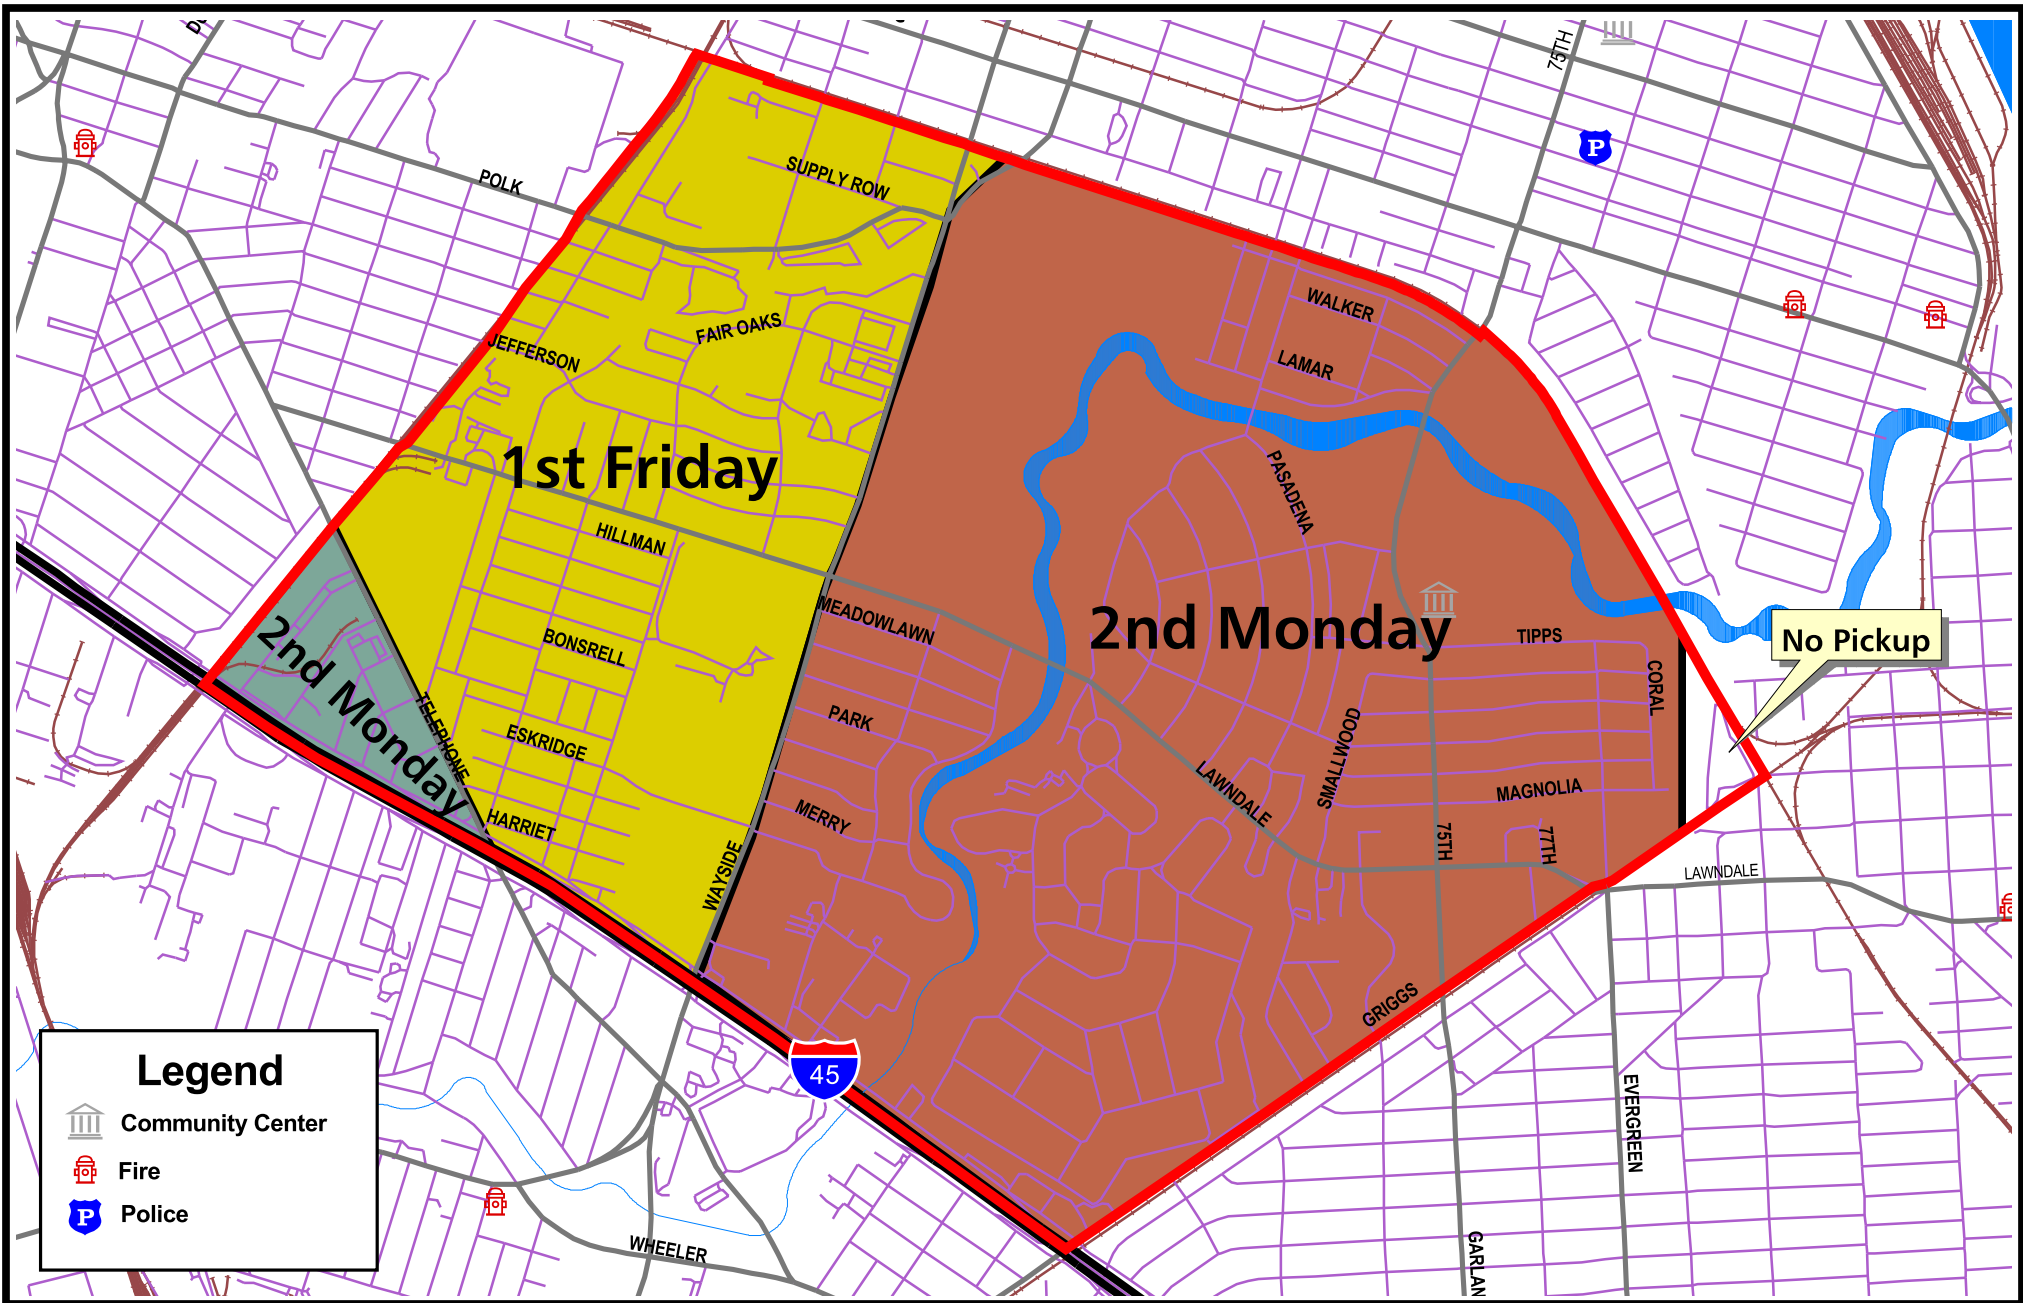 75TH
POLK
SUPPLY ROW
WALKER
FAIR OAKS
JEFFERSON
LAMAR
1st Friday
PASADENA
HILLMAN
MEADOWLAWN
2nd Monday
TIPPS
No Pickup
BONSRELL
CORAL
2nd Monday
TELEPHONE
PARK
ESKRIDGE
SMALLWOOD
LAWNDALE
MAGNOLIA
MERRY
HARRIET
75TH
77TH
WAYSIDE
LAWNDALE
GRIGGS
45
EVERGREEN
Legend
Community Center
Fire
P Police
P
WHEELER
GARLAN